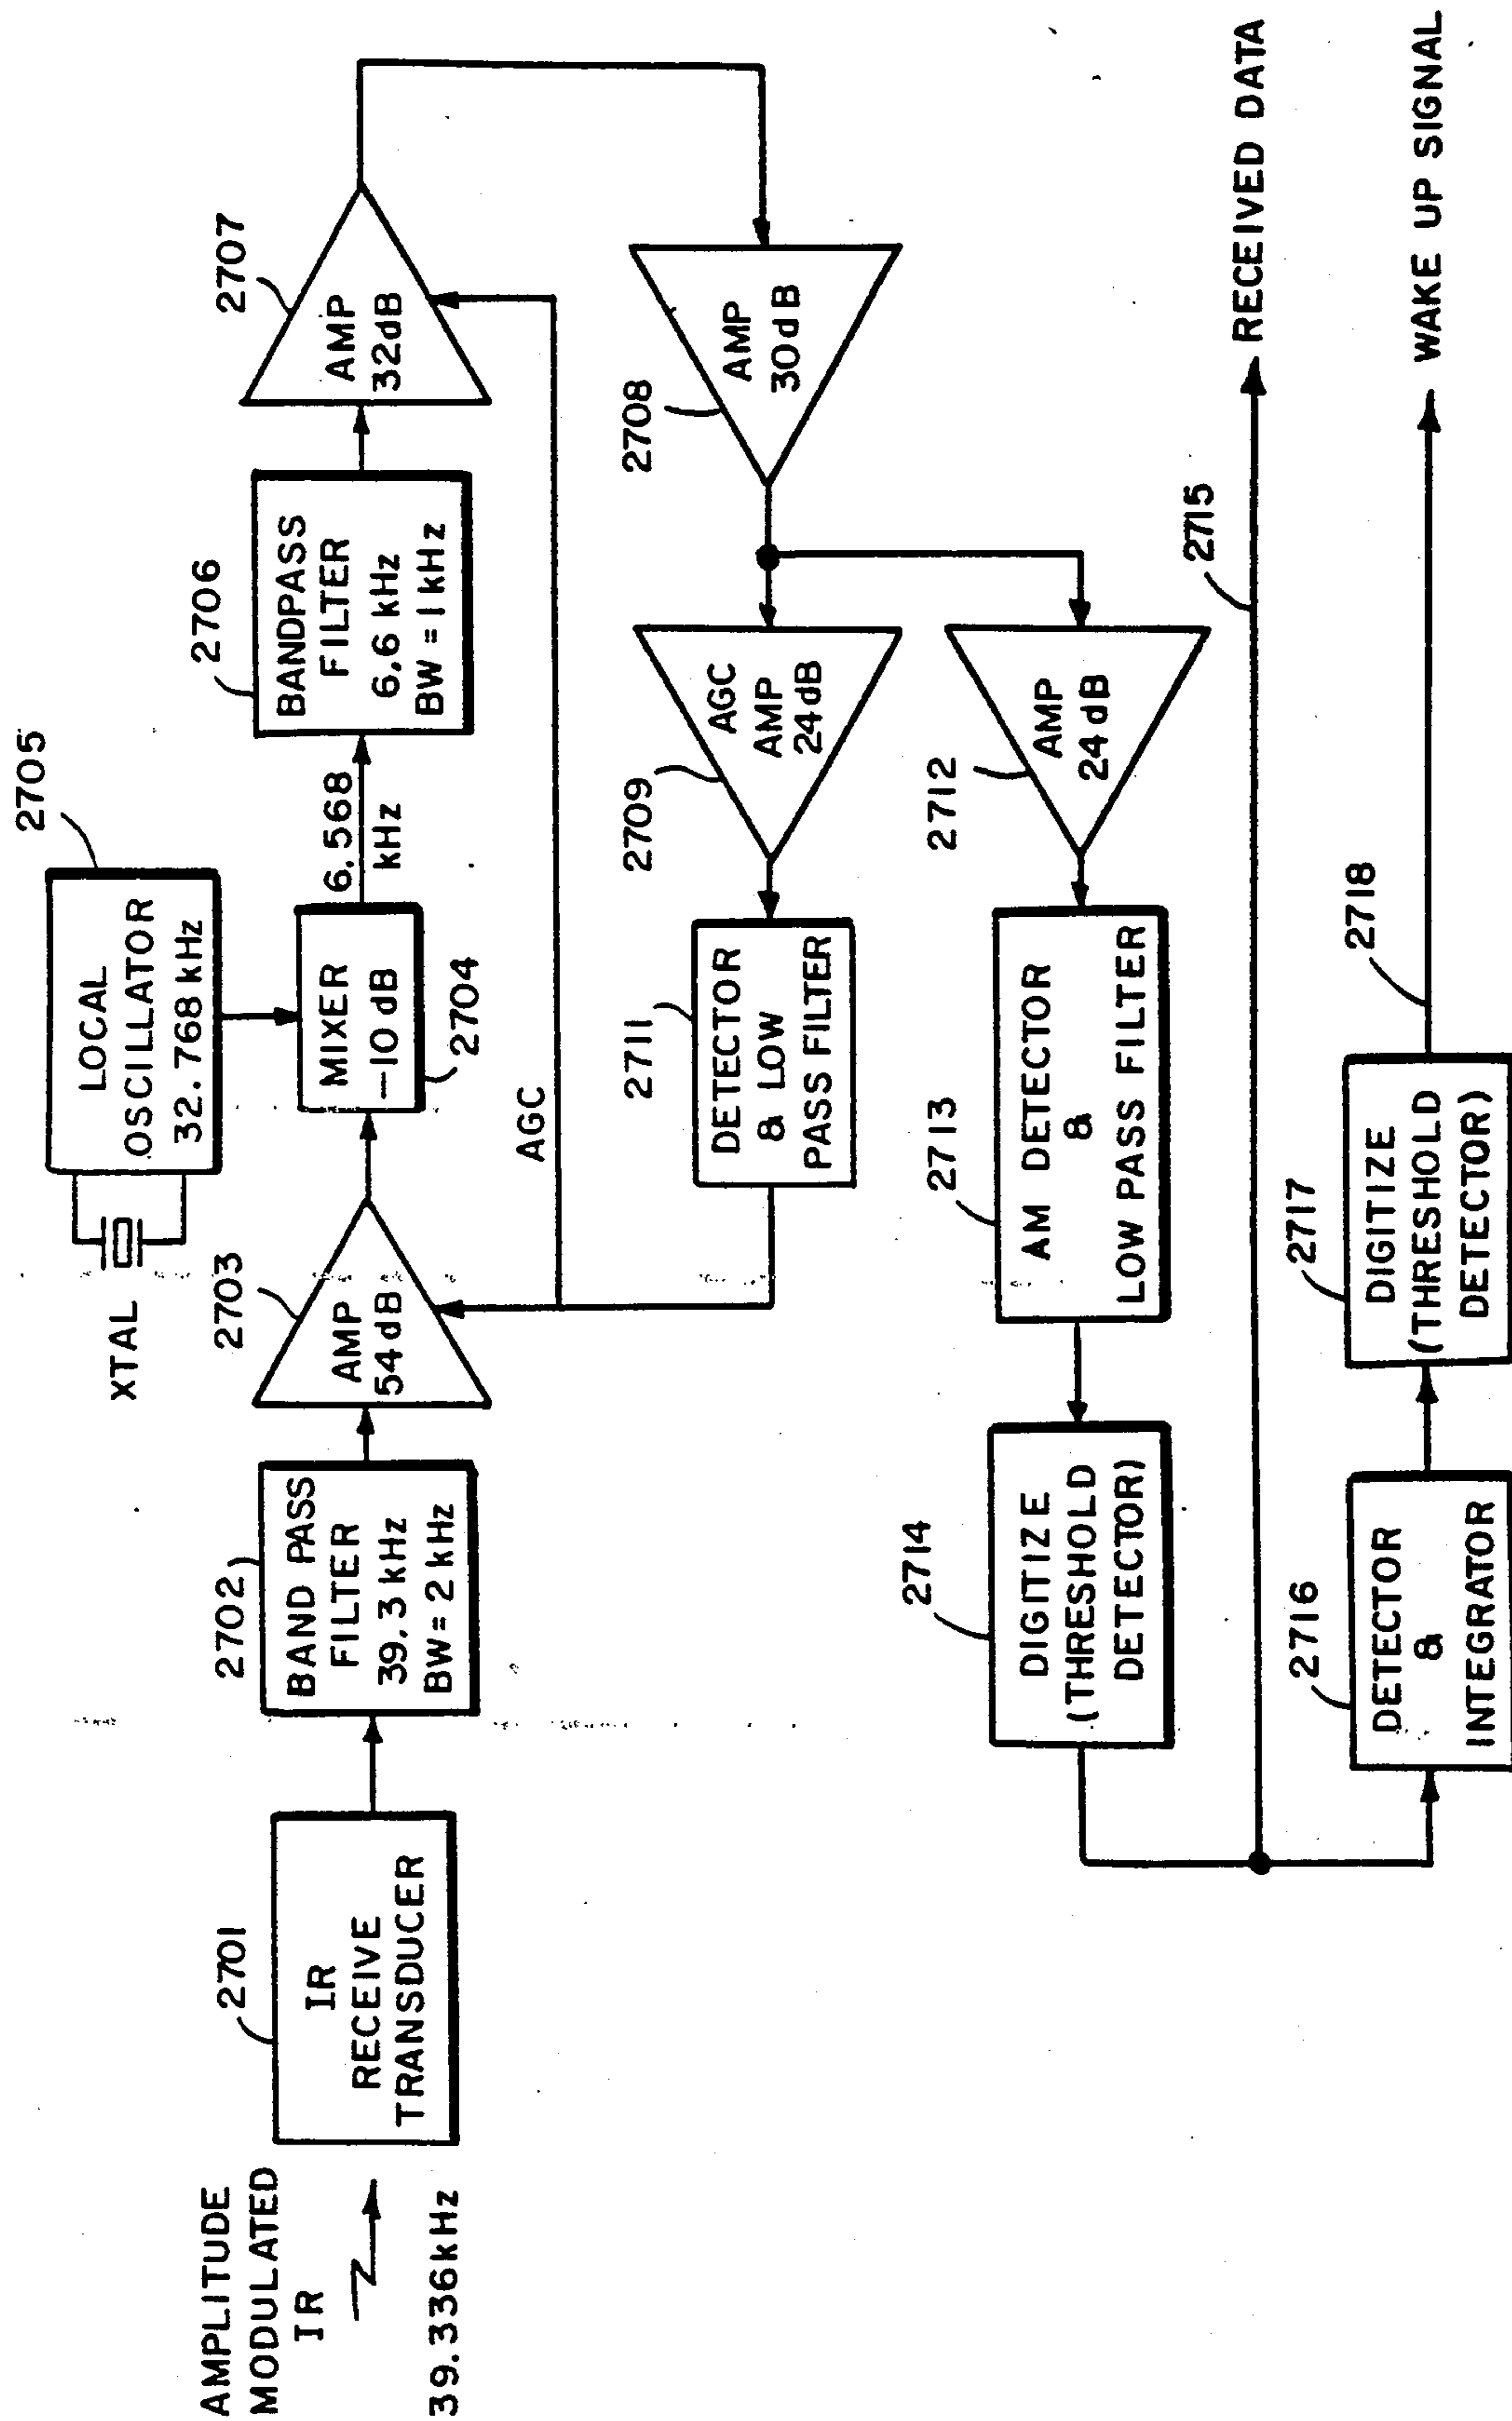 AMPLITUDE
MODULATED
IR
39.336kHz
2701
IR
RECEIVE
TRANSDUCER
2702
BAND PASS
FILTER
39.3 kHz
BW = 2 kHz
2703
AMP
54dB
XTAL
2705
LOCAL
OSCILLATOR
32.768 kHz
MIXER
-10 dB
2704
6.568
kHz
2706
BANDPASS
FILTER
6.6 kHz
BW = 1 kHz
2707
AMP
32dB
AGC
2708
AMP
30dB
2709
AGC
AMP
24dB
2711
DETECTOR
& LOW
PASS FILTER
2712
AMP
24dB
2713
AM DETECTOR
&
LOW PASS FILTER
2714
DIGITIZE
(THRESHOLD
DETECTOR)
2715
RECEIVED DATA
2716
DETECTOR
&
INTEGRATOR
2717
DIGITIZE
(THRESHOLD
DETECTOR)
2718
WAKE UP SIGNAL